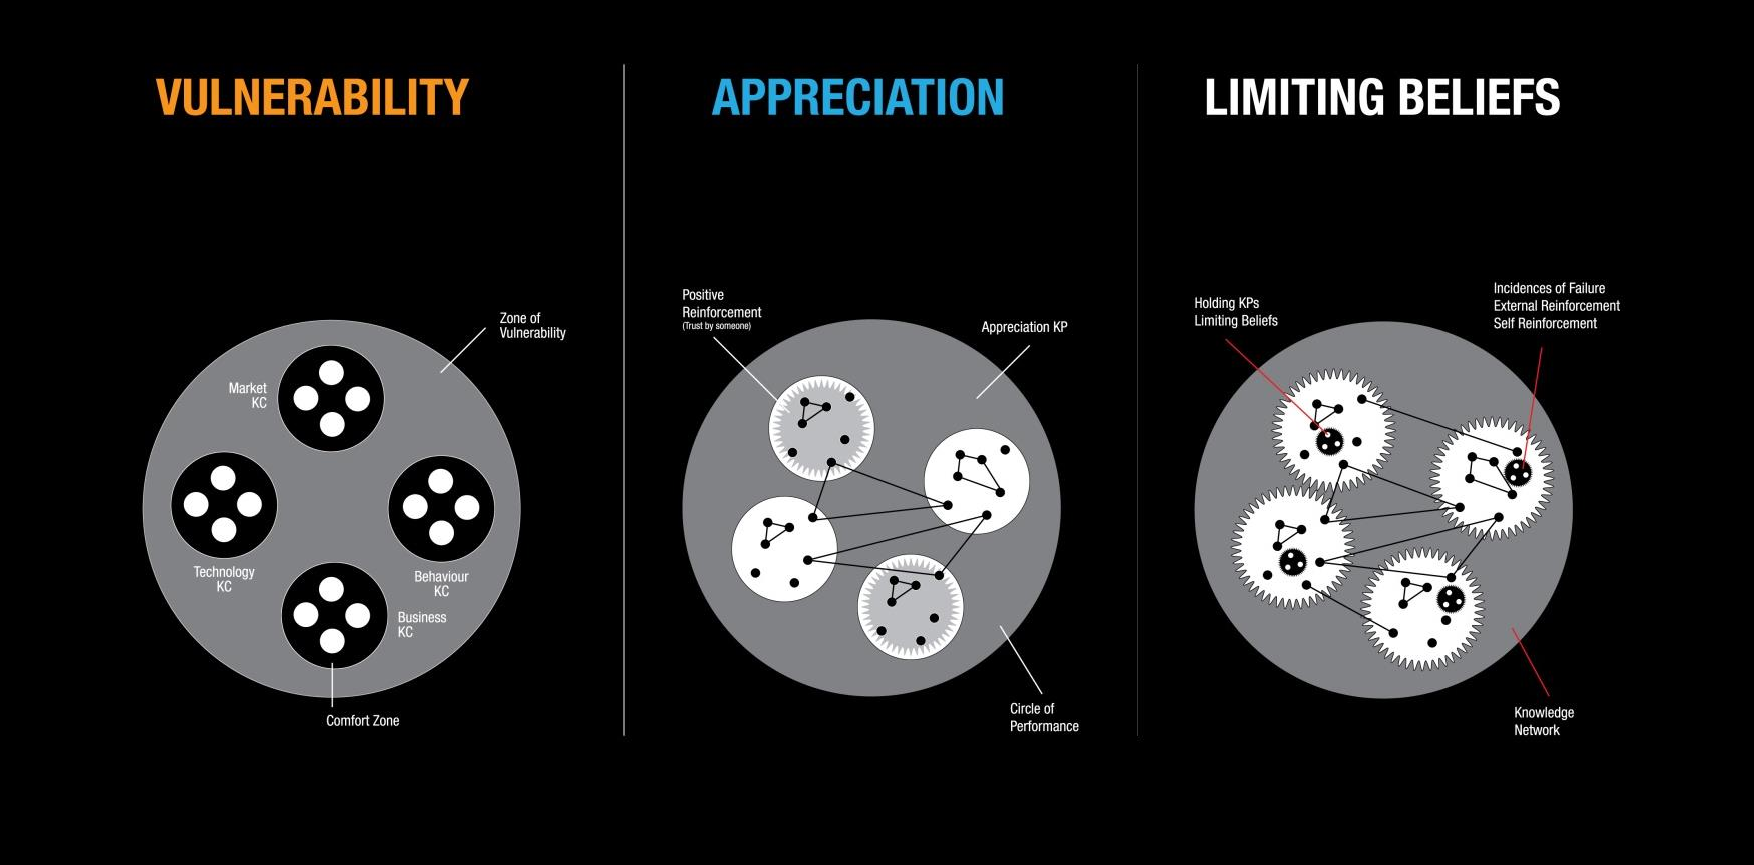 VULNERABILITY
Zone of
Vulnerability
Market
KC
Technology
KC
Behaviour
KC
Business
KC
Comfort Zone
APPRECIATION
Positive
Reinforcement
(Trust by someone)
Appreciation KP
Circle of
Performance
LIMITING BELIEFS
Holding KPs
Limiting Beliefs
Incidences of Failure
External Reinforcement
Self Reinforcement
Knowledge
Network